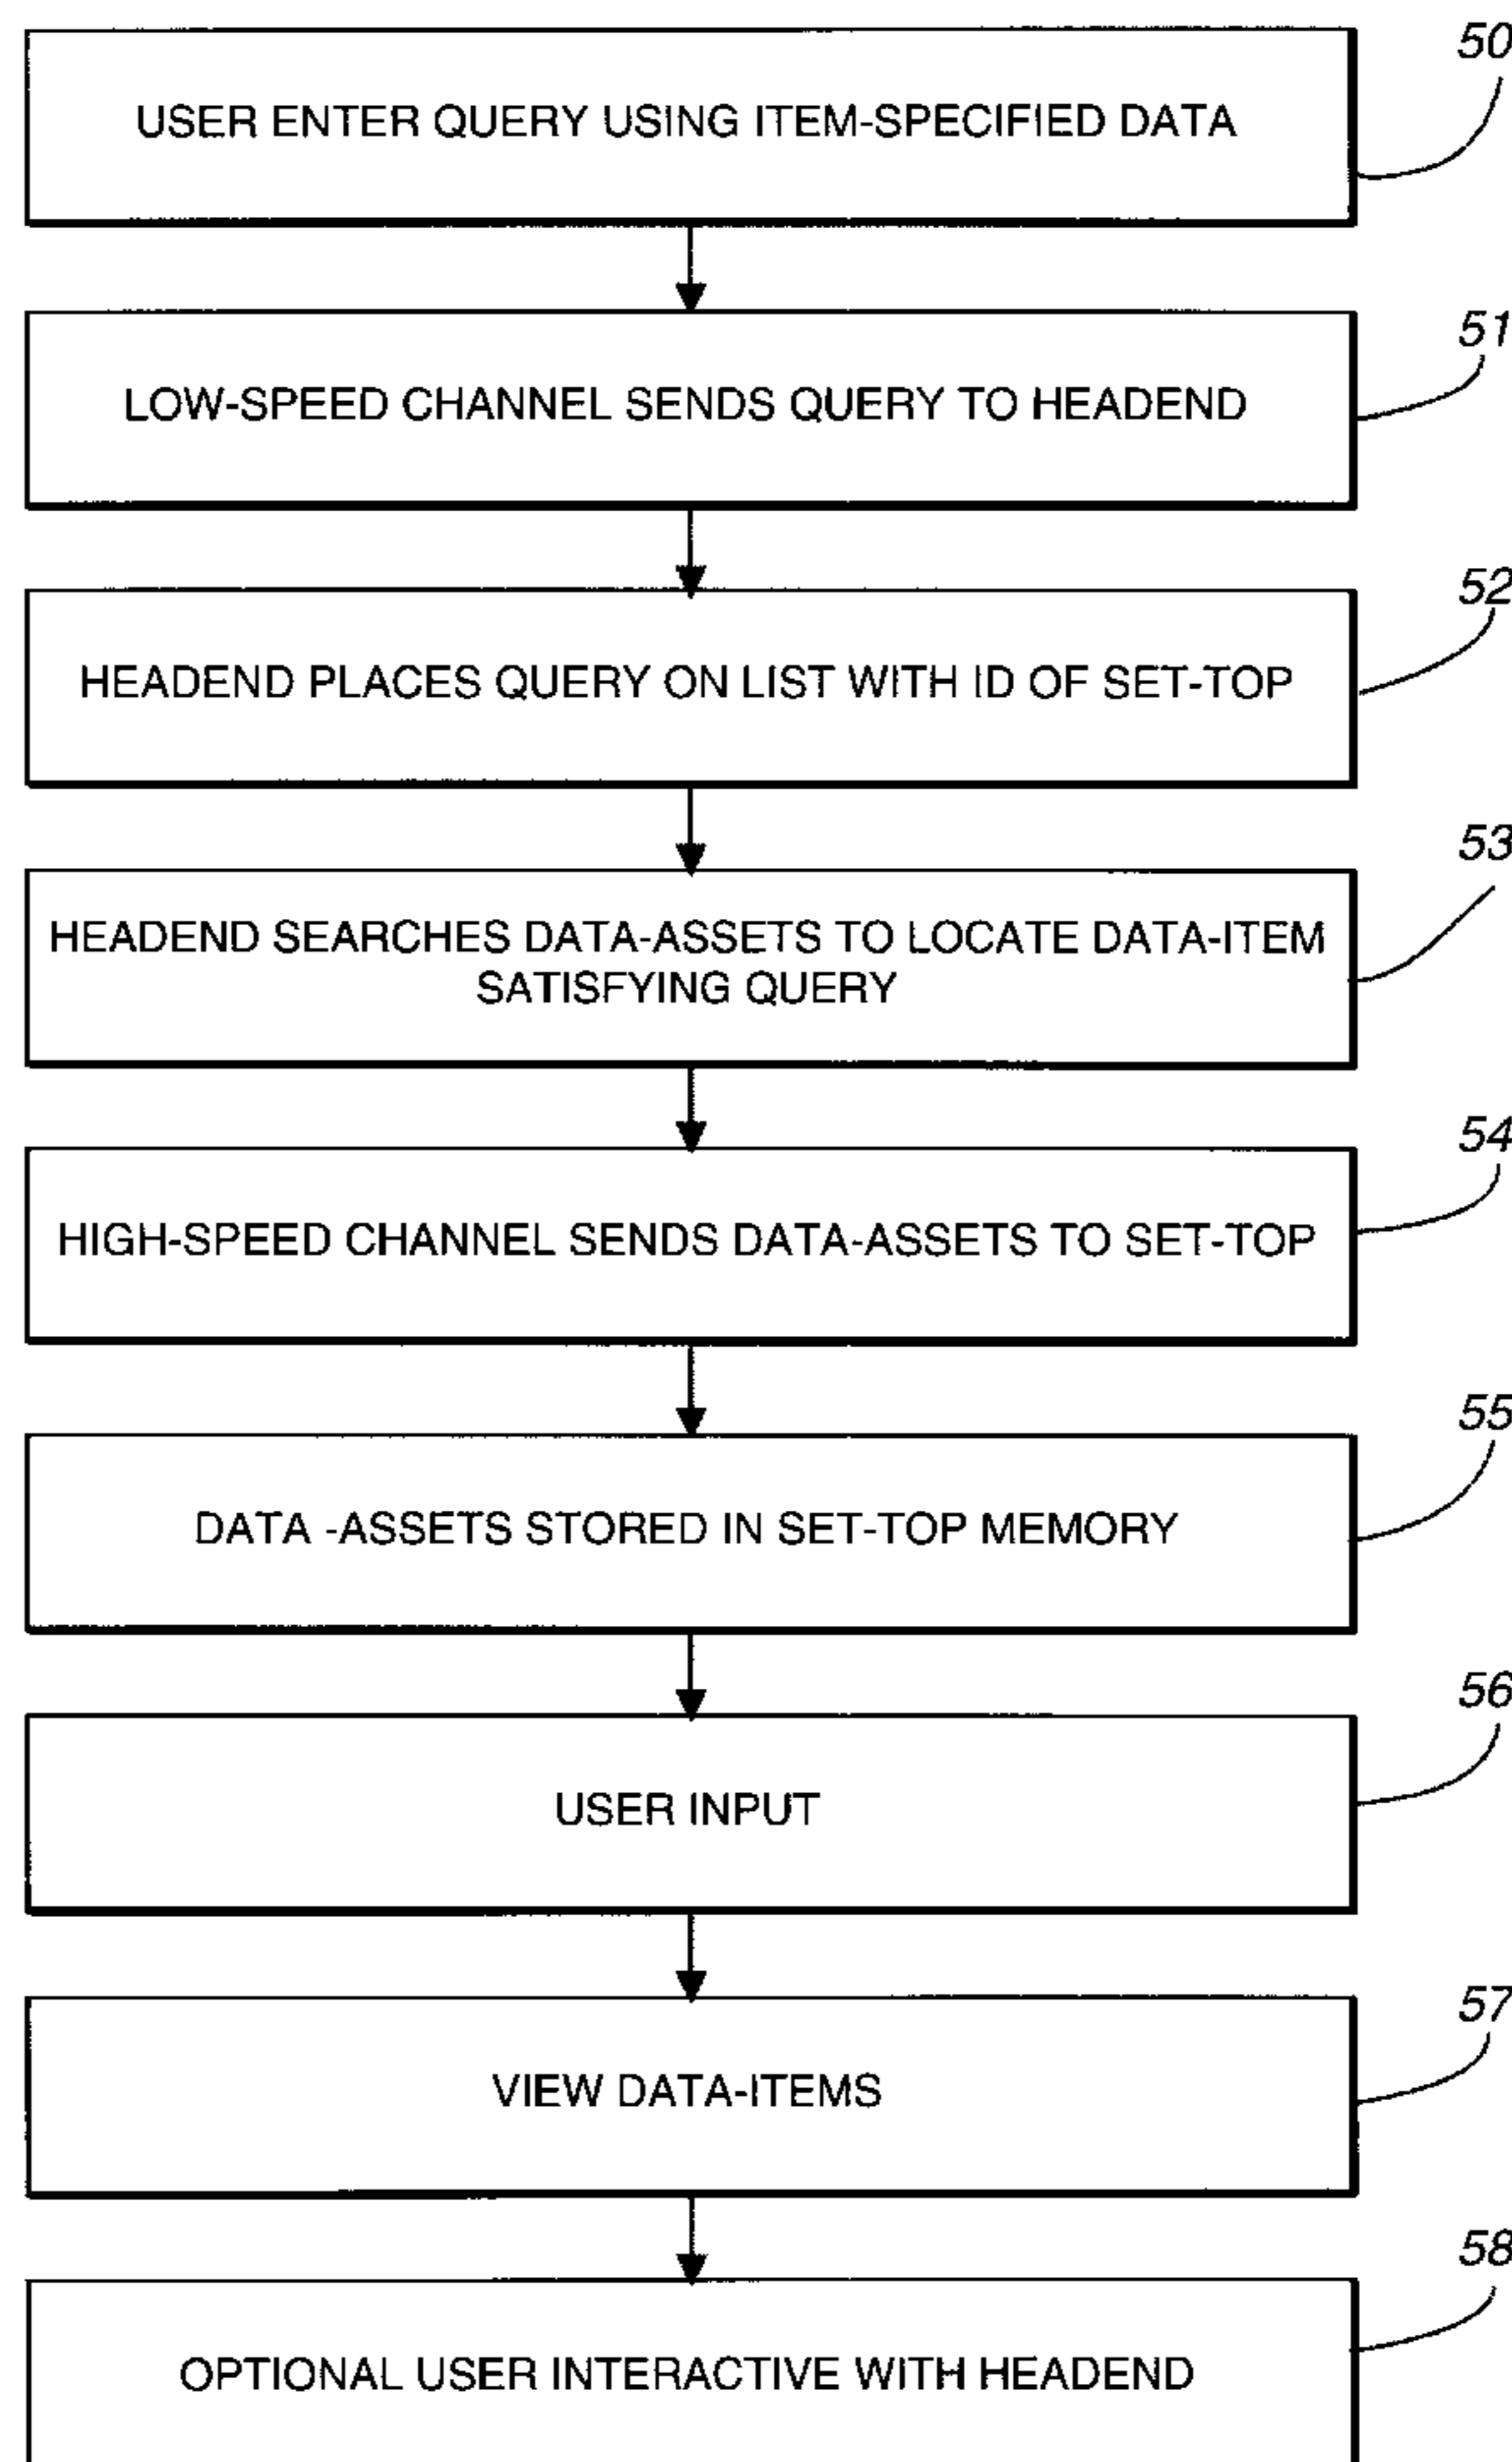 50
USER ENTER QUERY USING ITEM-SPECIFIED DATA
51
LOW-SPEED CHANNEL SENDS QUERY TO HEADEND
52
HEADEND PLACES QUERY ON LIST WITH ID OF SET-TOP
53
HEADEND SEARCHES DATA-ASSETS TO LOCATE DATA-ITEM
SATISFYING QUERY
54
HIGH-SPEED CHANNEL SENDS DATA-ASSETS TO SET-TOP
55
DATA -ASSETS STORED IN SET-TOP MEMORY
56
USER INPUT
57
VIEW DATA-ITEMS
58
OPTIONAL USER INTERACTIVE WITH HEADEND